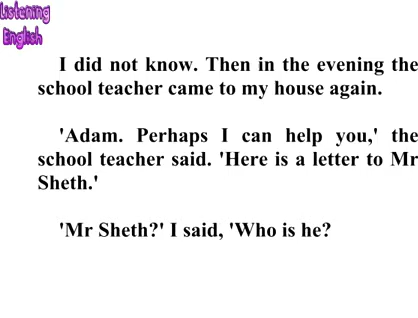 Listening
English
I did not know. Then in the evening the
school teacher came to my house again.
'Adam. Perhaps I can help you,' the
school teacher said. 'Here is a letter to Mr
Sheth.'
'Mr Sheth?' I said, 'Who is he?